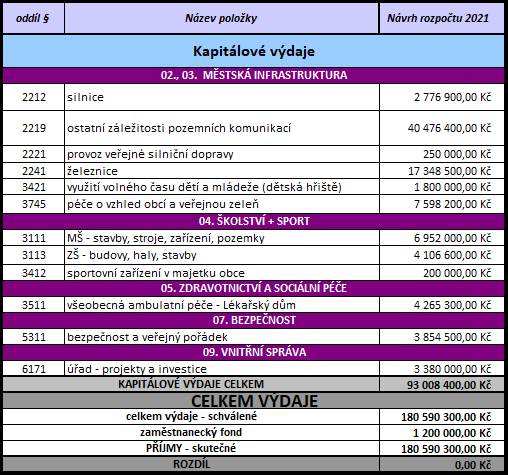 oddíl § Název položky Návrh rozpočtu 2021
Kapitálové výdaje
02., 03. MĚSTSKÁ INFRASTRUKTURA
2212 silnice 2 776 900,00 Kč
2219 ostatní záležitosti pozemních komunikací 40 476 400,00 Kč
2221 provoz veřejné silniční dopravy 250 000,00 Kč
2241 železnice 17 348 500,00 Kč
3421 využití volného času dětí a mládeže (dětská hřiště) 1 800 000,00 Kč
3745 péče o vzhled obcí a veřejnou zeleň 7 598 200,00 Kč
04. ŠKOLSTVÍ + SPORT
3111 MŠ - stavby, stroje, zařízení, pozemky 6 952 000,00 Kč
3113 ZŠ - budovy, haly, stavby 4 106 600,00 Kč
3412 sportovní zařízení v majetku obce 200 000,00 Kč
05. ZDRAVOTNICTVÍ A SOCIÁLNÍ PÉČE
3511 všeobecná ambulatní péče - Lékařský dům 4 265 300,00 Kč
07. BEZPEČNOST
5311 bezpečnost a veřejný pořádek 3 854 500,00 Kč
09. VNITŘNÍ SPRÁVA
6171 úřad - projekty a investice 3 380 000,00 Kč
KAPITÁLOVÉ VÝDAJE CELKEM 93 008 400,00 Kč
CELKEM VÝDAJE
celkem výdaje - schválené 180 590 300,00 Kč
zaměstnanecký fond 1 200 000,00 Kč
PŘÍJMY - skutečné 180 590 300,00 Kč
ROZDÍL 0,00 Kč